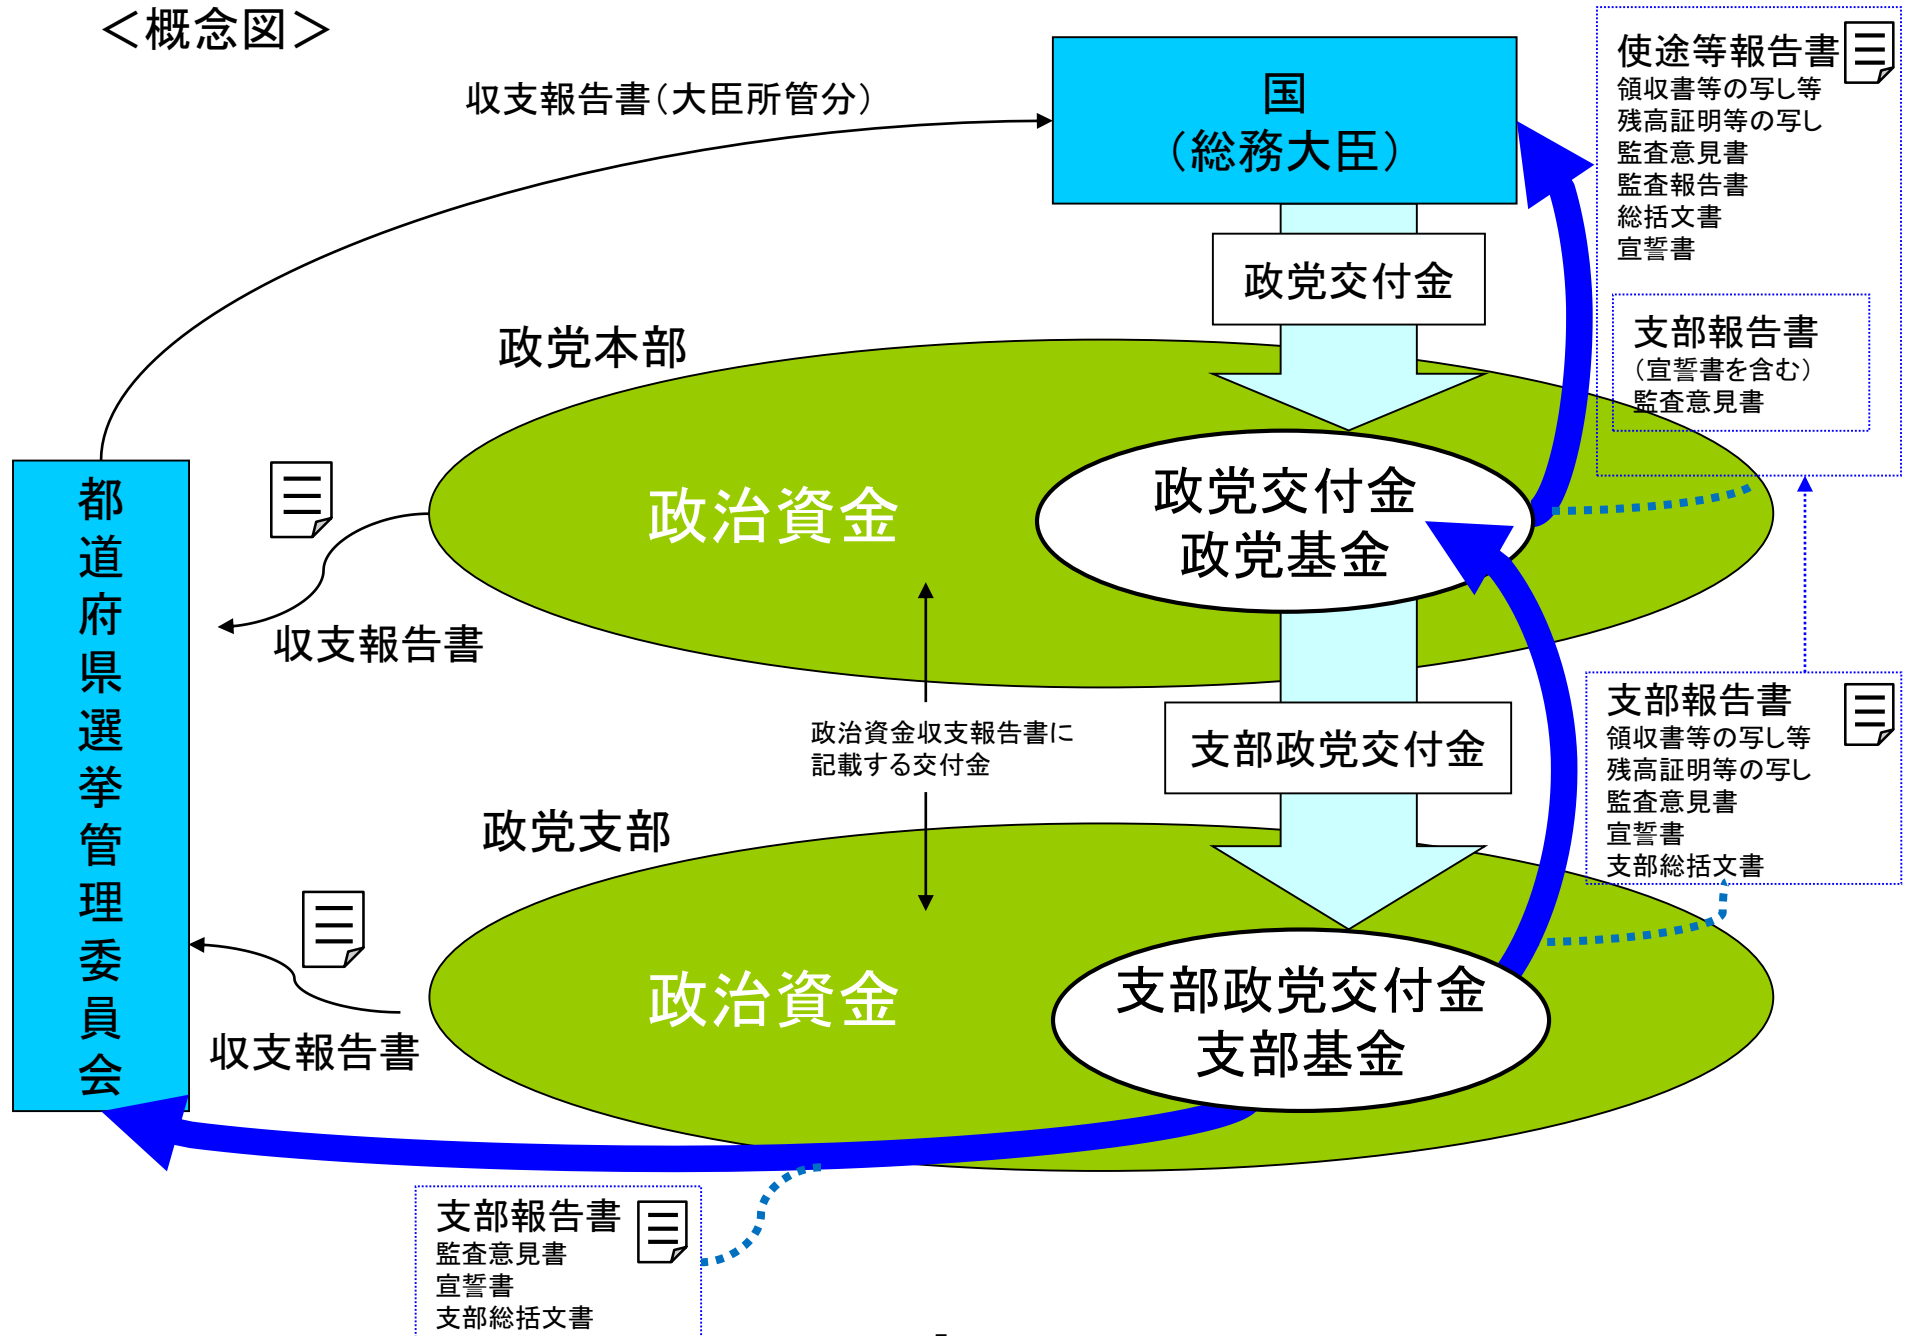 ＜概念図＞
収支報告書（大臣所管分）
国
（総務大臣）
使途等報告書
領収書等の写し等
残高証明等の写し
監査意見書
監査報告書
総括文書
宣誓書
政党交付金
支部報告書
（宣誓書を含む）
監査意見書
政党本部
政治資金
政党交付金
政党基金
都道府県選挙管理委員会
収支報告書
政治資金収支報告書に
記載する交付金
支部政党交付金
支部報告書
領収書等の写し等
残高証明等の写し
監査意見書
宣誓書
支部総括文書
政党支部
政治資金
支部政党交付金
支部基金
収支報告書
支部報告書
監査意見書
宣誓書
支部総括文書